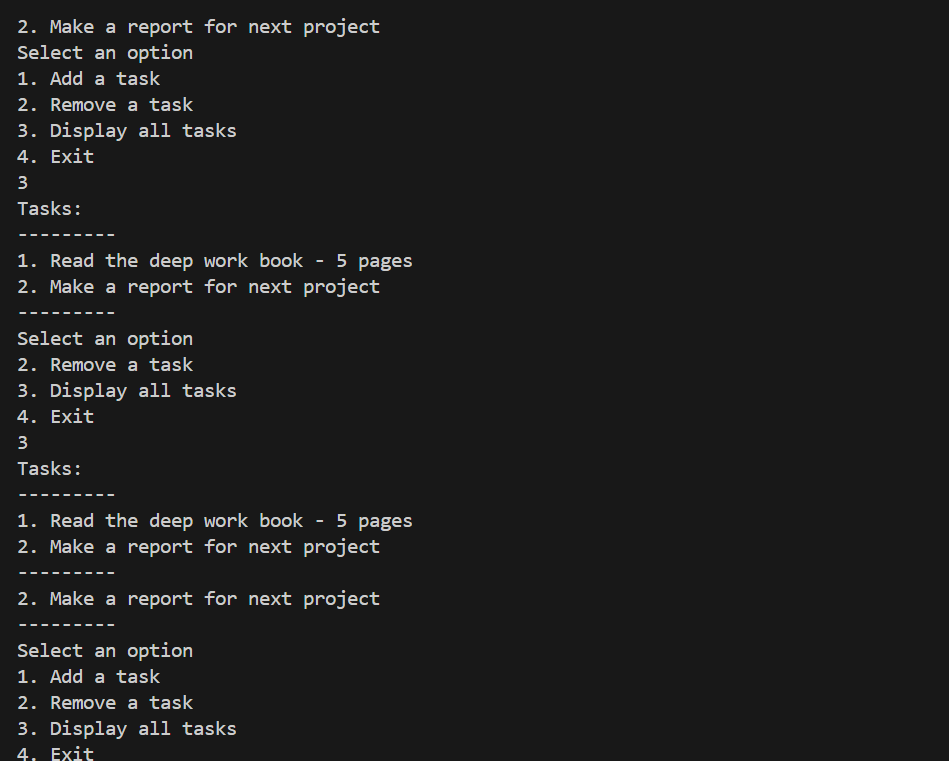 2. Make a report for next project
Select an option
1. Add a task
2. Remove a task
3. Display all tasks
4. Exit
3
Tasks:
---------
1. Read the deep work book - 5 pages
2. Make a report for next project
---------
Select an option
2. Remove a task
3. Display all tasks
4. Exit
3
Tasks:
---------
1. Read the deep work book - 5 pages
2. Make a report for next project
---------
2. Make a report for next project
---------
Select an option
1. Add a task
2. Remove a task
3. Display all tasks
4. Exit